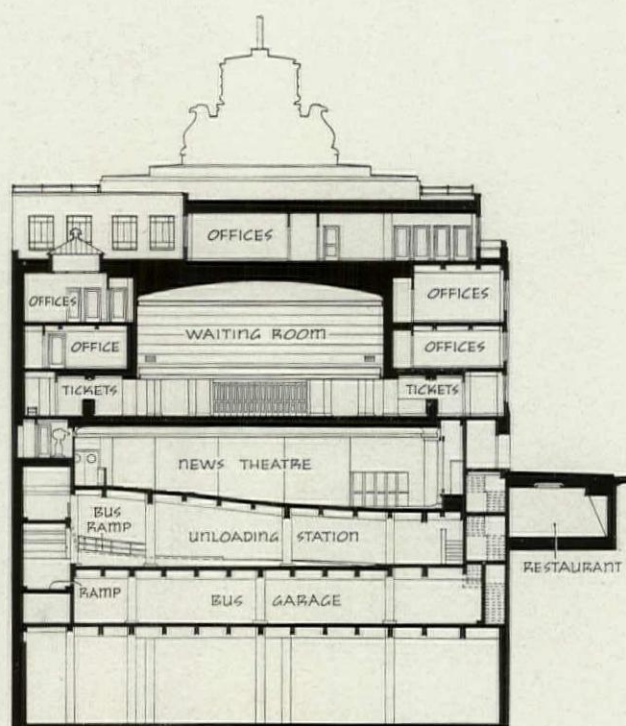 OFFICES
OFFICES
OFFICES
WAITING ROOM
OFFICE
OFFICES
TICKETS
TICKETS
NEWS THEATRE
BUS
RAMP
UNLOADING STATION
RESTAURANT
RAMP
BUS GARAGE